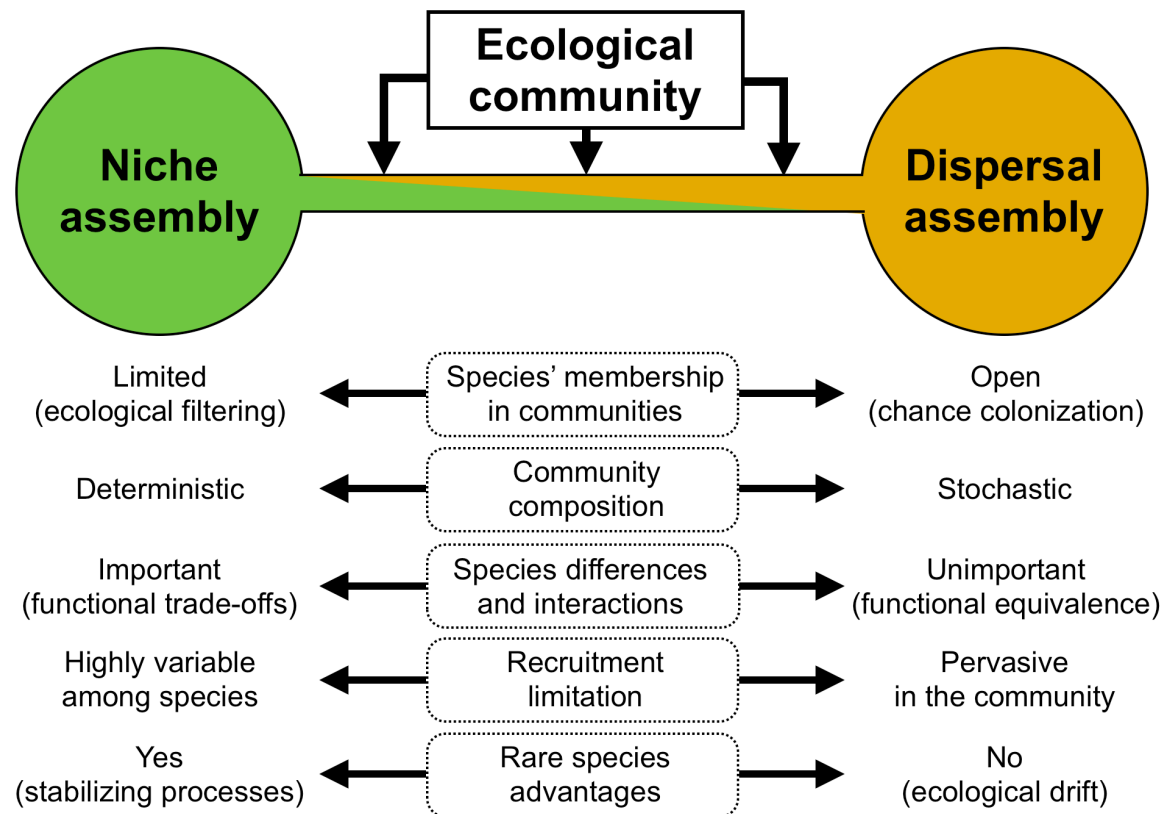 Ecological
community
Niche
assembly
Dispersal
assembly
Limited
(ecological filtering)
Species’ membership
in communities
Open
(chance colonization)
Deterministic
Community
composition
Stochastic
Important
(functional trade-offs)
Species differences
and interactions
Unimportant
(functional equivalence)
Highly variable
among species
Recruitment
limitation
Pervasive
in the community
Yes
(stabilizing processes)
Rare species
advantages
No
(ecological drift)